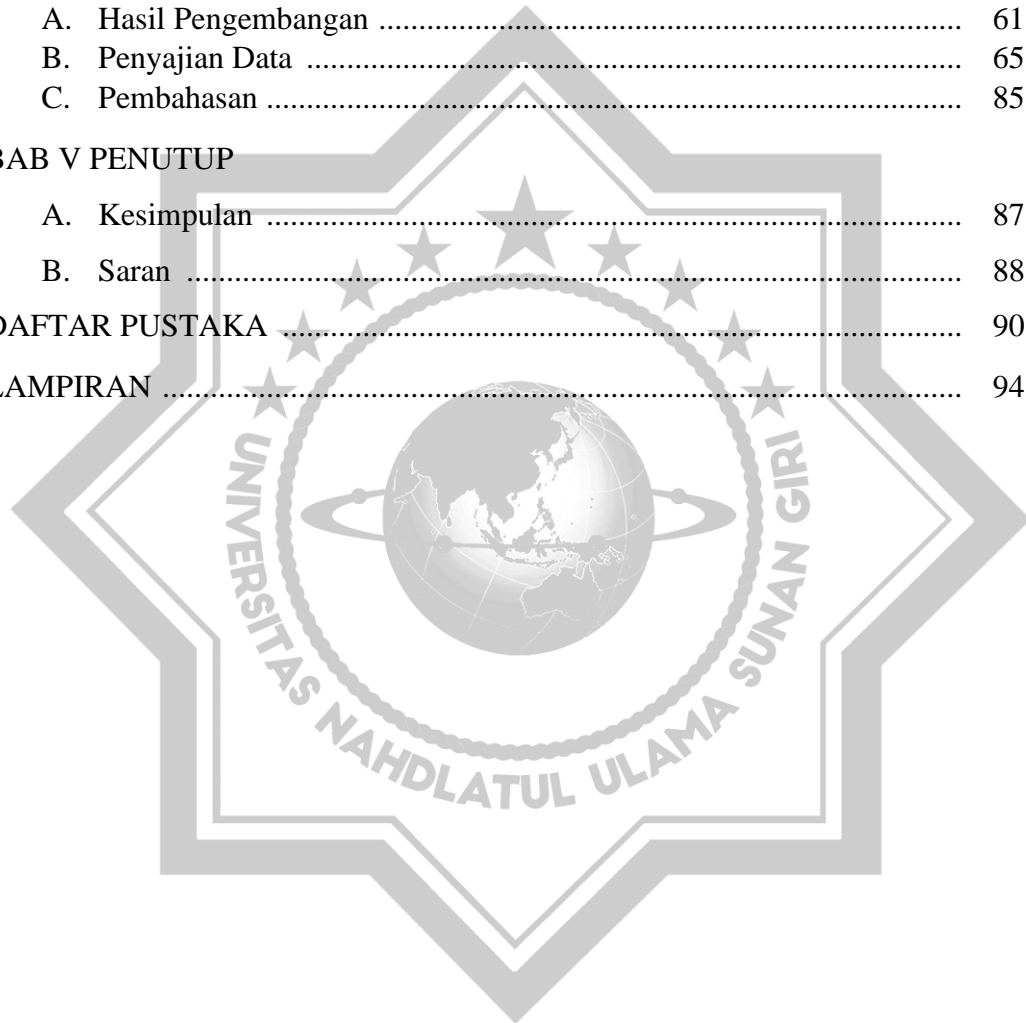 A. Hasil Pengembangan ........................................................................ 61
B. Penyajian Data ................................................................................. 65
C. Pembahasan ...................................................................................... 85
BAB V PENUTUP
A. Kesimpulan ...................................................................................... 87
B. Saran ................................................................................................ 88
DAFTAR PUSTAKA .................................................................................... 90
LAMPIRAN ................................................................................................... 94
UNIVERSITAS NAHDLATUL ULAMA SUNAN GIRI